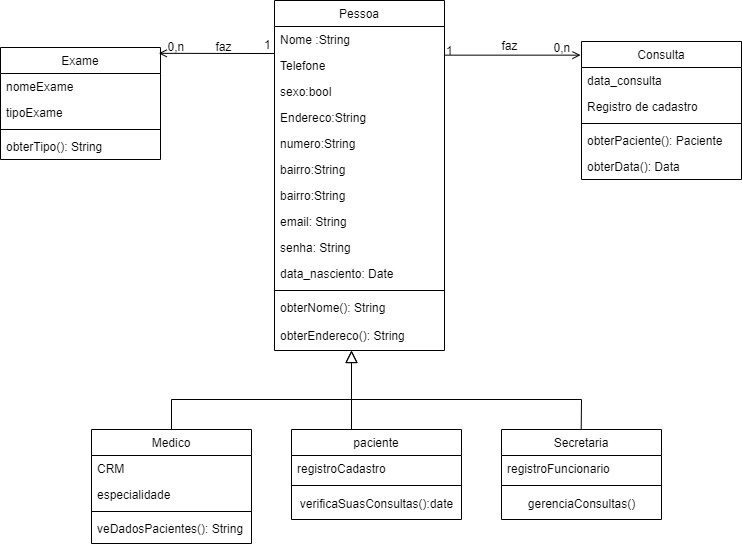 Pessoa
Nome :String
Telefone
sexo:bool
Endereco:String
numero:String
bairro:String
bairro:String
email: String
senha: String
data_nasciento: Date
obterNome(): String
obterEndereco(): String
0,n
faz
1
Exame
nomeExame
tipoExame
obterTipo(): String
1
faz
0,n
Consulta
data_consulta
Registro de cadastro
obterPaciente(): Paciente
obterData(): Data
Medico
CRM
especialidade
veDadosPacientes(): String
paciente
registroCadastro
verificaSuasConsultas():date
Secretaria
registroFuncionario
gerenciaConsultas()